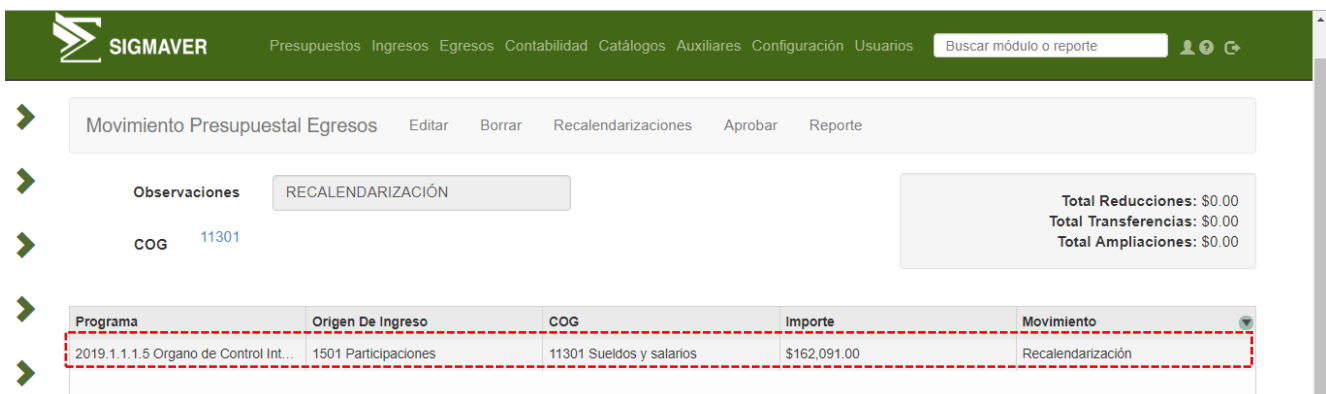 SIGMAVER Presupuestos Ingresos Egresos Contabilidad Catálogos Auxiliares Configuración Usuarios Buscar módulo o reporte
Movimiento Presupuestal Egresos Editar Borrar Recalendarizaciones Aprobar Reporte
Observaciones RECALENDARIZACIÓN
COG 11301
Total Reducciones: $0.00
Total Transferencias: $0.00
Total Ampliaciones: $0.00
Programa Origen De Ingreso COG Importe Movimiento
2019.1.1.1.5 Organo de Control Int... 1501 Participaciones 11301 Sueldos y salarios $162,091.00 Recalendarización